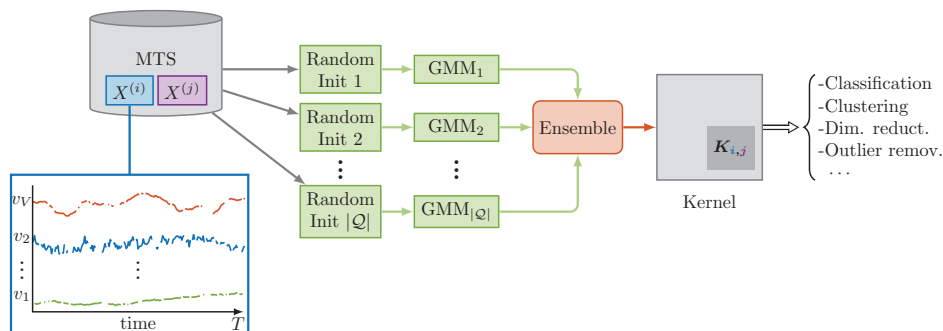 MTS
X^{(i)} X^{(j)}
v_V
v_2
⋮ ⋮
v_1
time T
Random
Init 1
GMM_1
Random
Init 2
GMM_2
⋮ ⋮
Random
Init |𝒬|
GMM_{|𝒬|}
Ensemble
K_{i,j}
Kernel
-Classification
-Clustering
-Dim. reduct.
-Outlier remov.
...